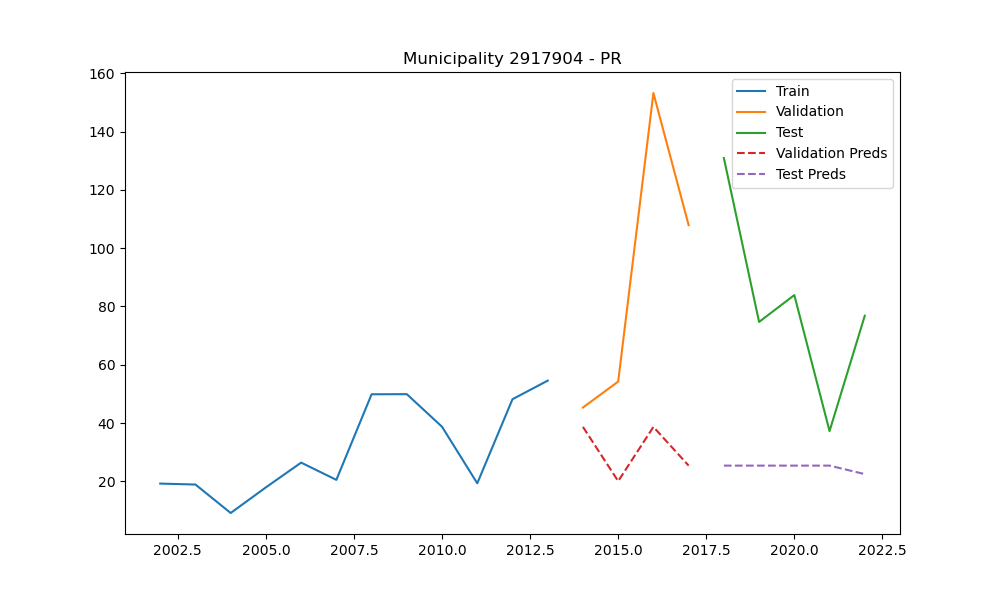 Municipality 2917904 - PR
160
140
120
100
80
60
40
20
Train
Validation
Test
Validation Preds
Test Preds
2002.5 2005.0 2007.5 2010.0 2012.5 2015.0 2017.5 2020.0 2022.5